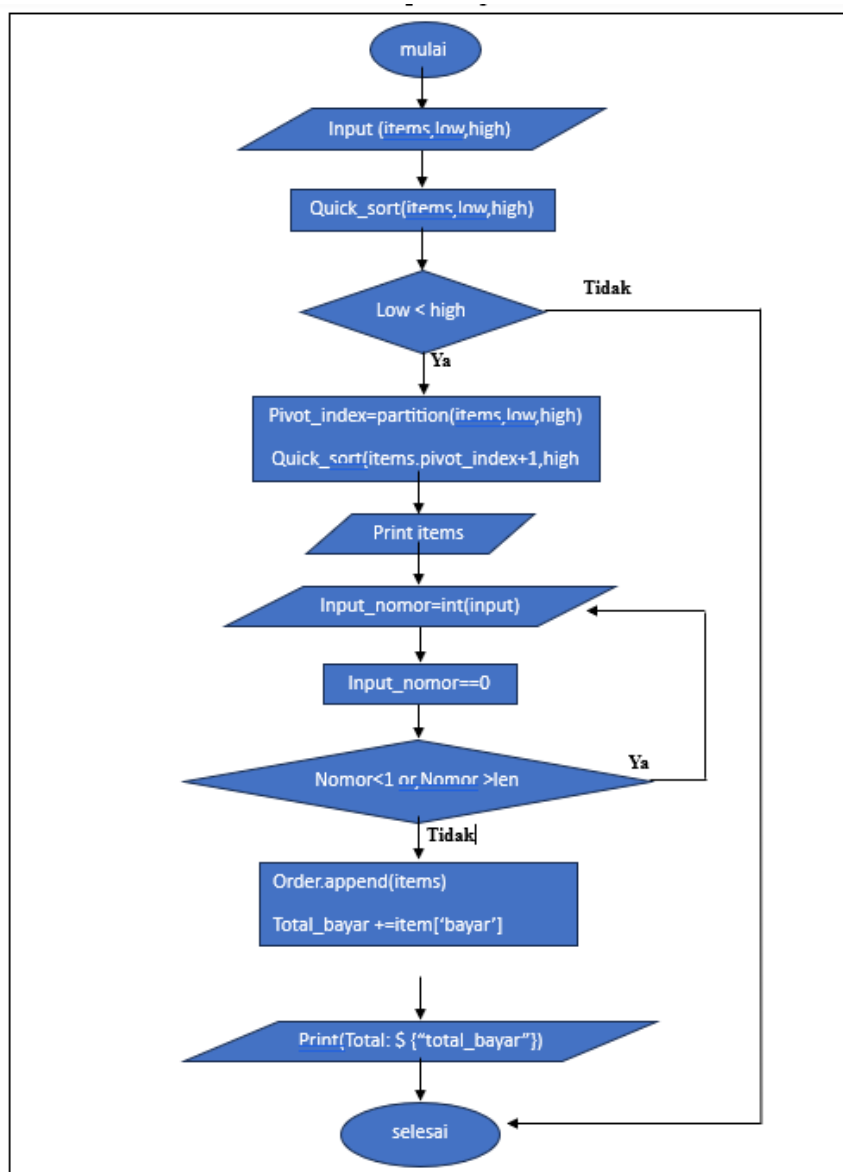 mulai
Input (items,low,high)
Quick_sort(items,low,high)
Tidak
Low < high
Ya
Pivot_index=partition(items,low,high)
Quick_sort(items.pivot_index+1,high
Print items
Input_nomor=int(input)
Input_nomor==0
Ya
Nomor<1 or,Nomor >len
Tidak
Order.append(items)
Total_bayar +=item[‘bayar’]
Print(Total: $ {“total_bayar”})
selesai